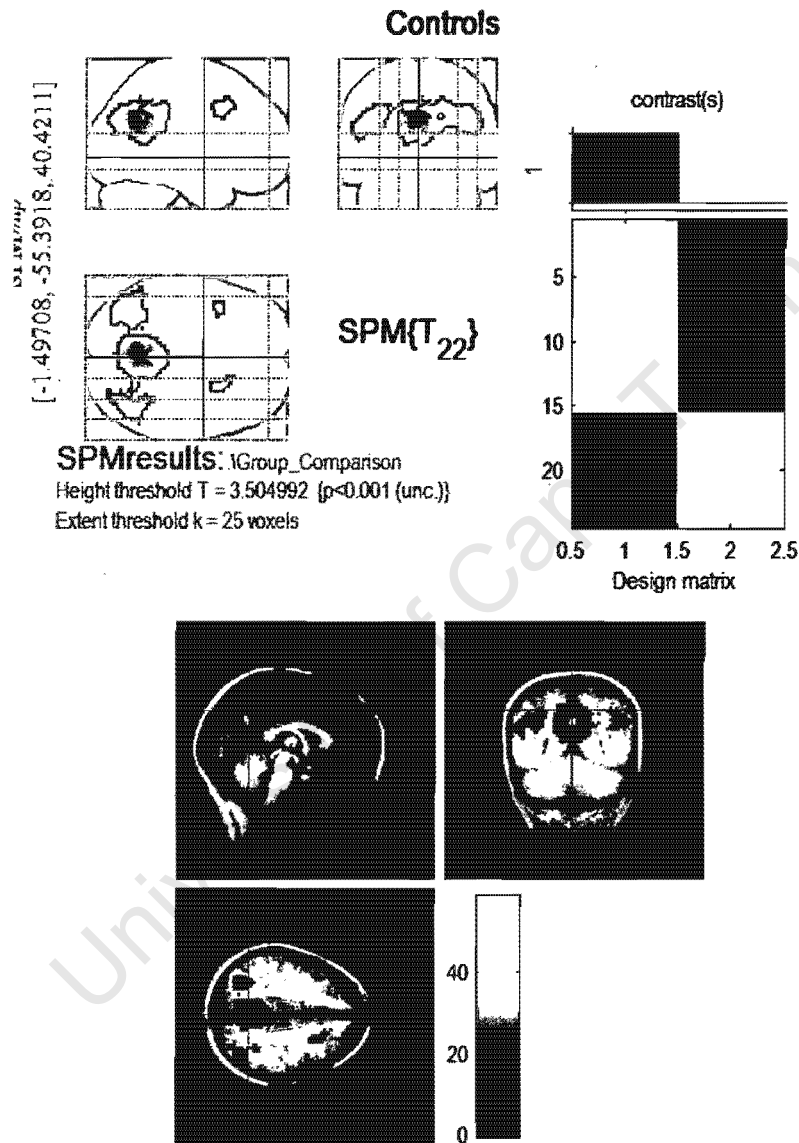 Controls
[-1.49708, -55.3918, 40.4211]
contrast(s)
1
SPM{T22}
5
10
15
20
0.5 1 1.5 2 2.5
Design matrix
SPMresults: .\Group_Comparison
Height threshold T = 3.504992 {p<0.001 (unc.)}
Extent threshold k = 25 voxels
40
20
0